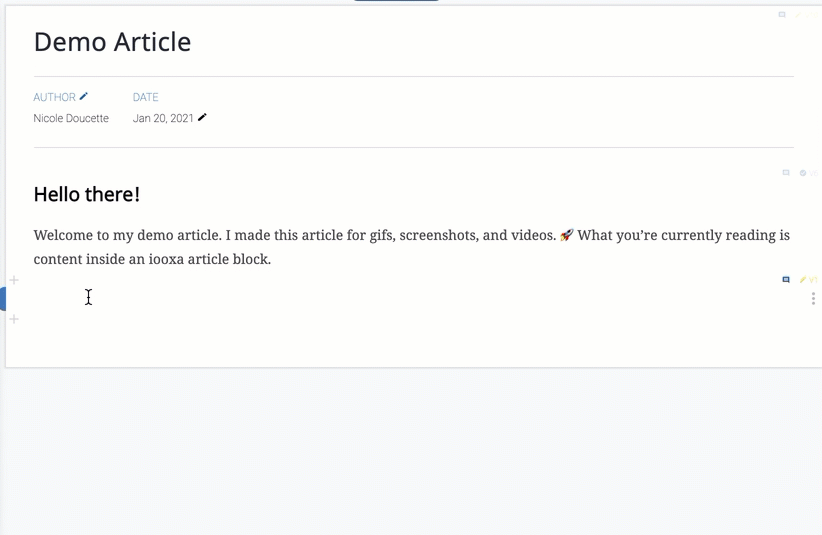 Demo Article
AUTHOR DATE
Nicole Doucette Jan 20, 2021
Hello there!
Welcome to my demo article. I made this article for gifs, screenshots, and videos. 🚀 What you’re currently reading is
content inside an iooxa article block.